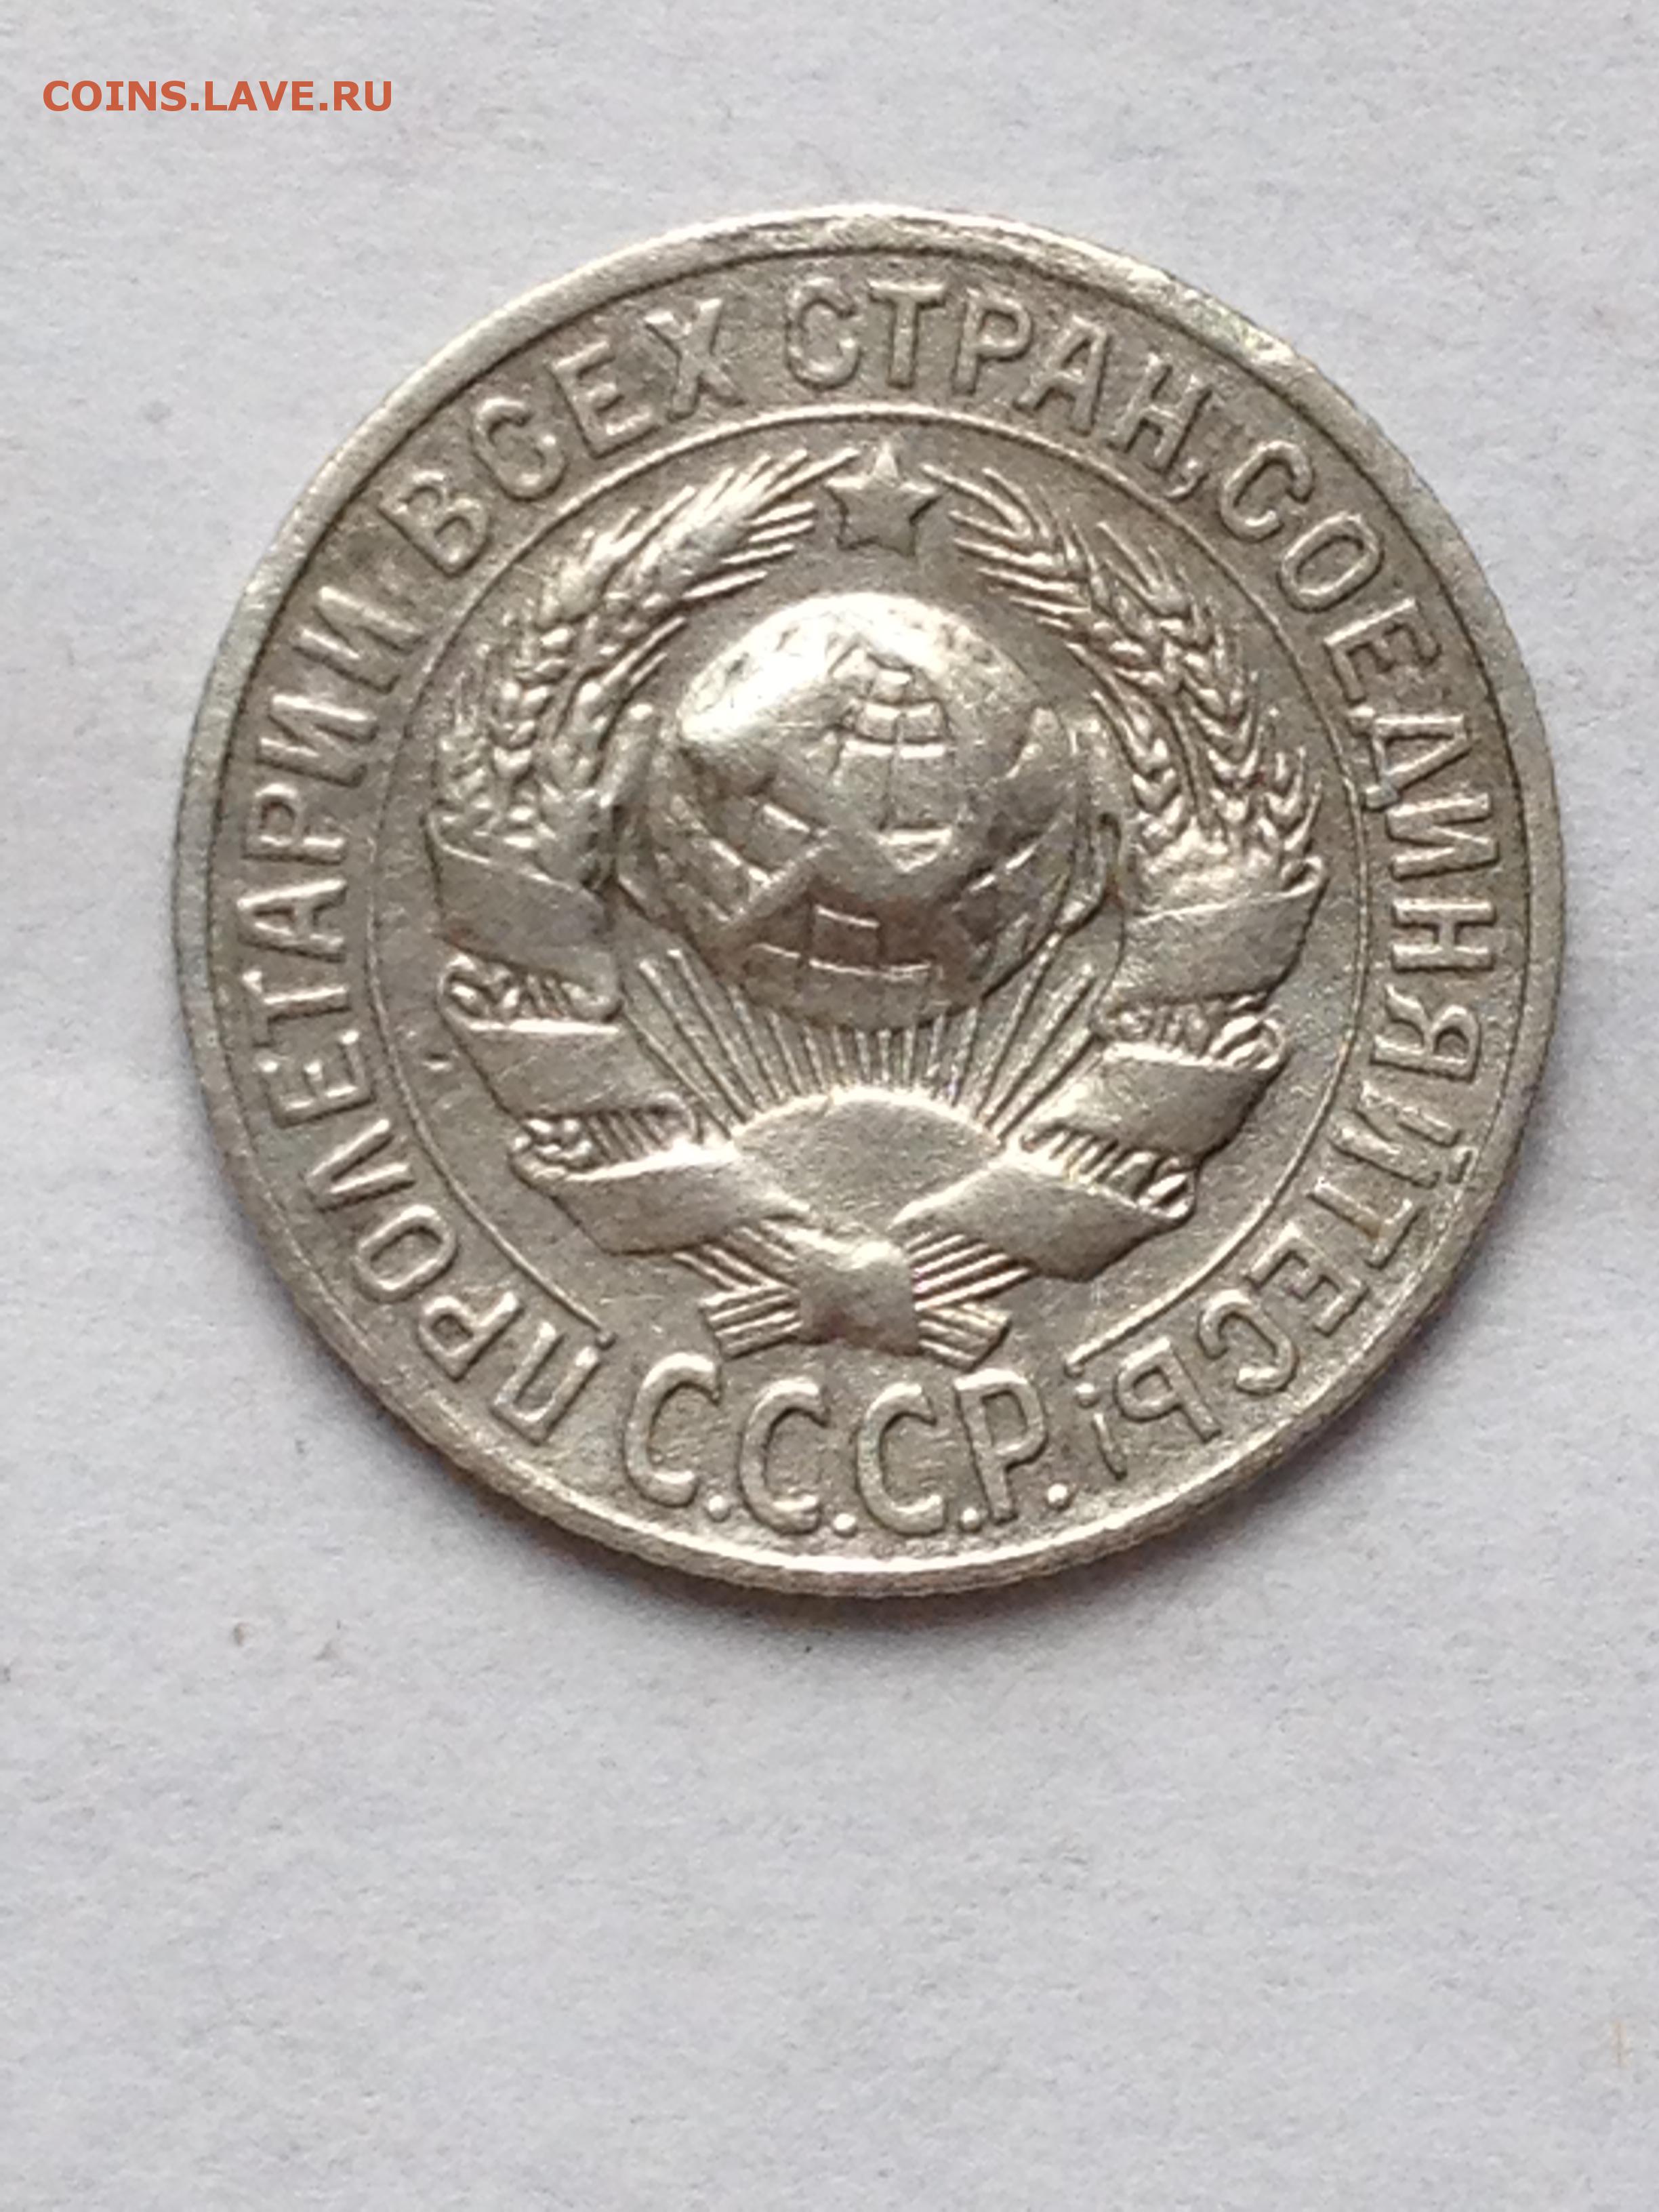 COINS.LAVE.RU
ПРОЛЕТАРИИ ВСЕХ СТРАН, СОЕДИНЯЙТЕСЬ!
С.С.С.Р.